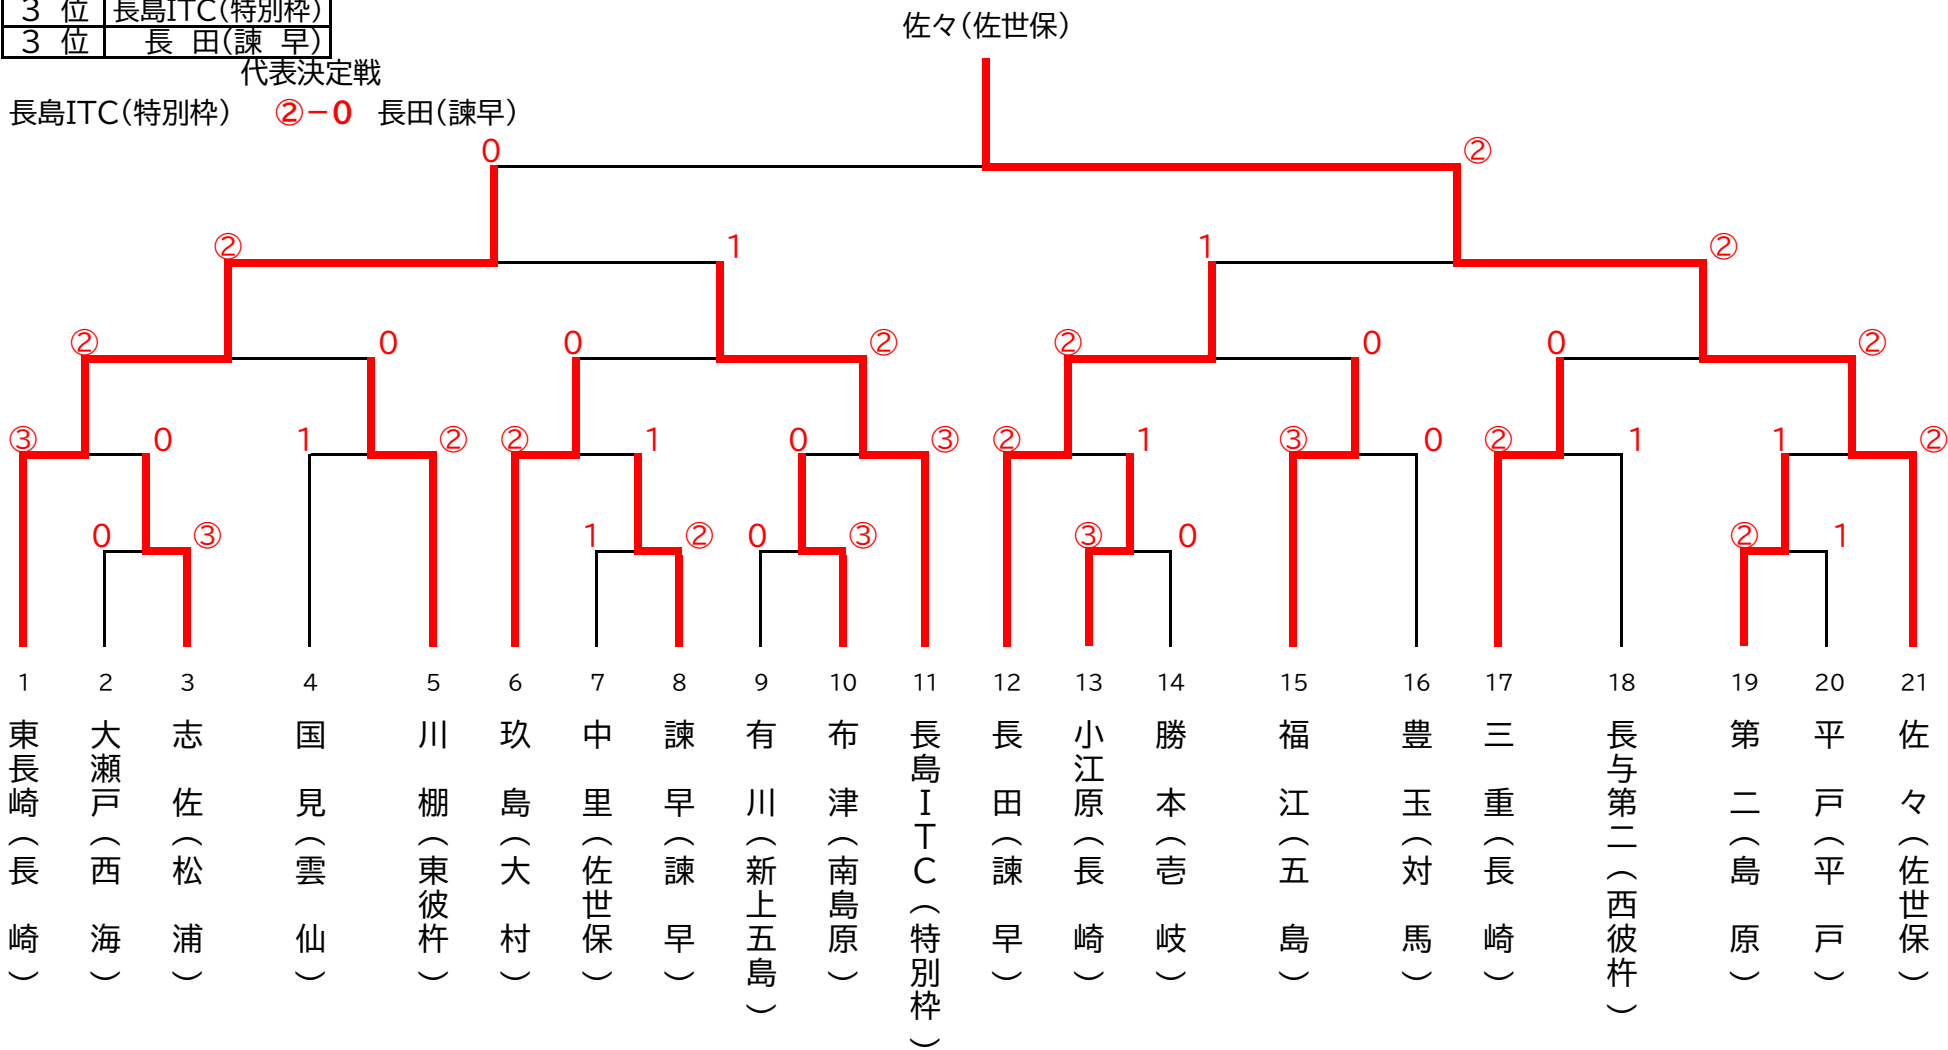 3 位 長島ITC(特別枠)
3 位 長 田(諫 早)
佐々(佐世保)
代表決定戦
長島ITC(特別枠) ②－0 長田(諫早)
0 ②
② 1 1 ②
② 0 0 ② ② 0 0 ②
③ 0 1 ② ② 1 0 ③ ② 1 ③ 0 ② 1 1 ②
0 ③ 1 ② 0 ③ ③ 0 ② 1
1 2 3 4 5 6 7 8 9 10 11 12 13 14 15 16 17 18 19 20 21
東長崎(長 崎)
大瀬戸(西 海)
志 佐(松 浦)
国 見(雲 仙)
川 棚(東彼杵)
玖 島(大 村)
中 里(佐世保)
諫 早(諫 早)
有 川(新上五島)
布 津(南島原)
長島ITC(特別枠)
長 田(諫 早)
小江原(長 崎)
勝 本(壱 岐)
福 江(五 島)
豊 玉(対 馬)
三 重(長 崎)
長与第二(西彼杵)
第 二(島 原)
平 戸(平 戸)
佐 々(佐世保)